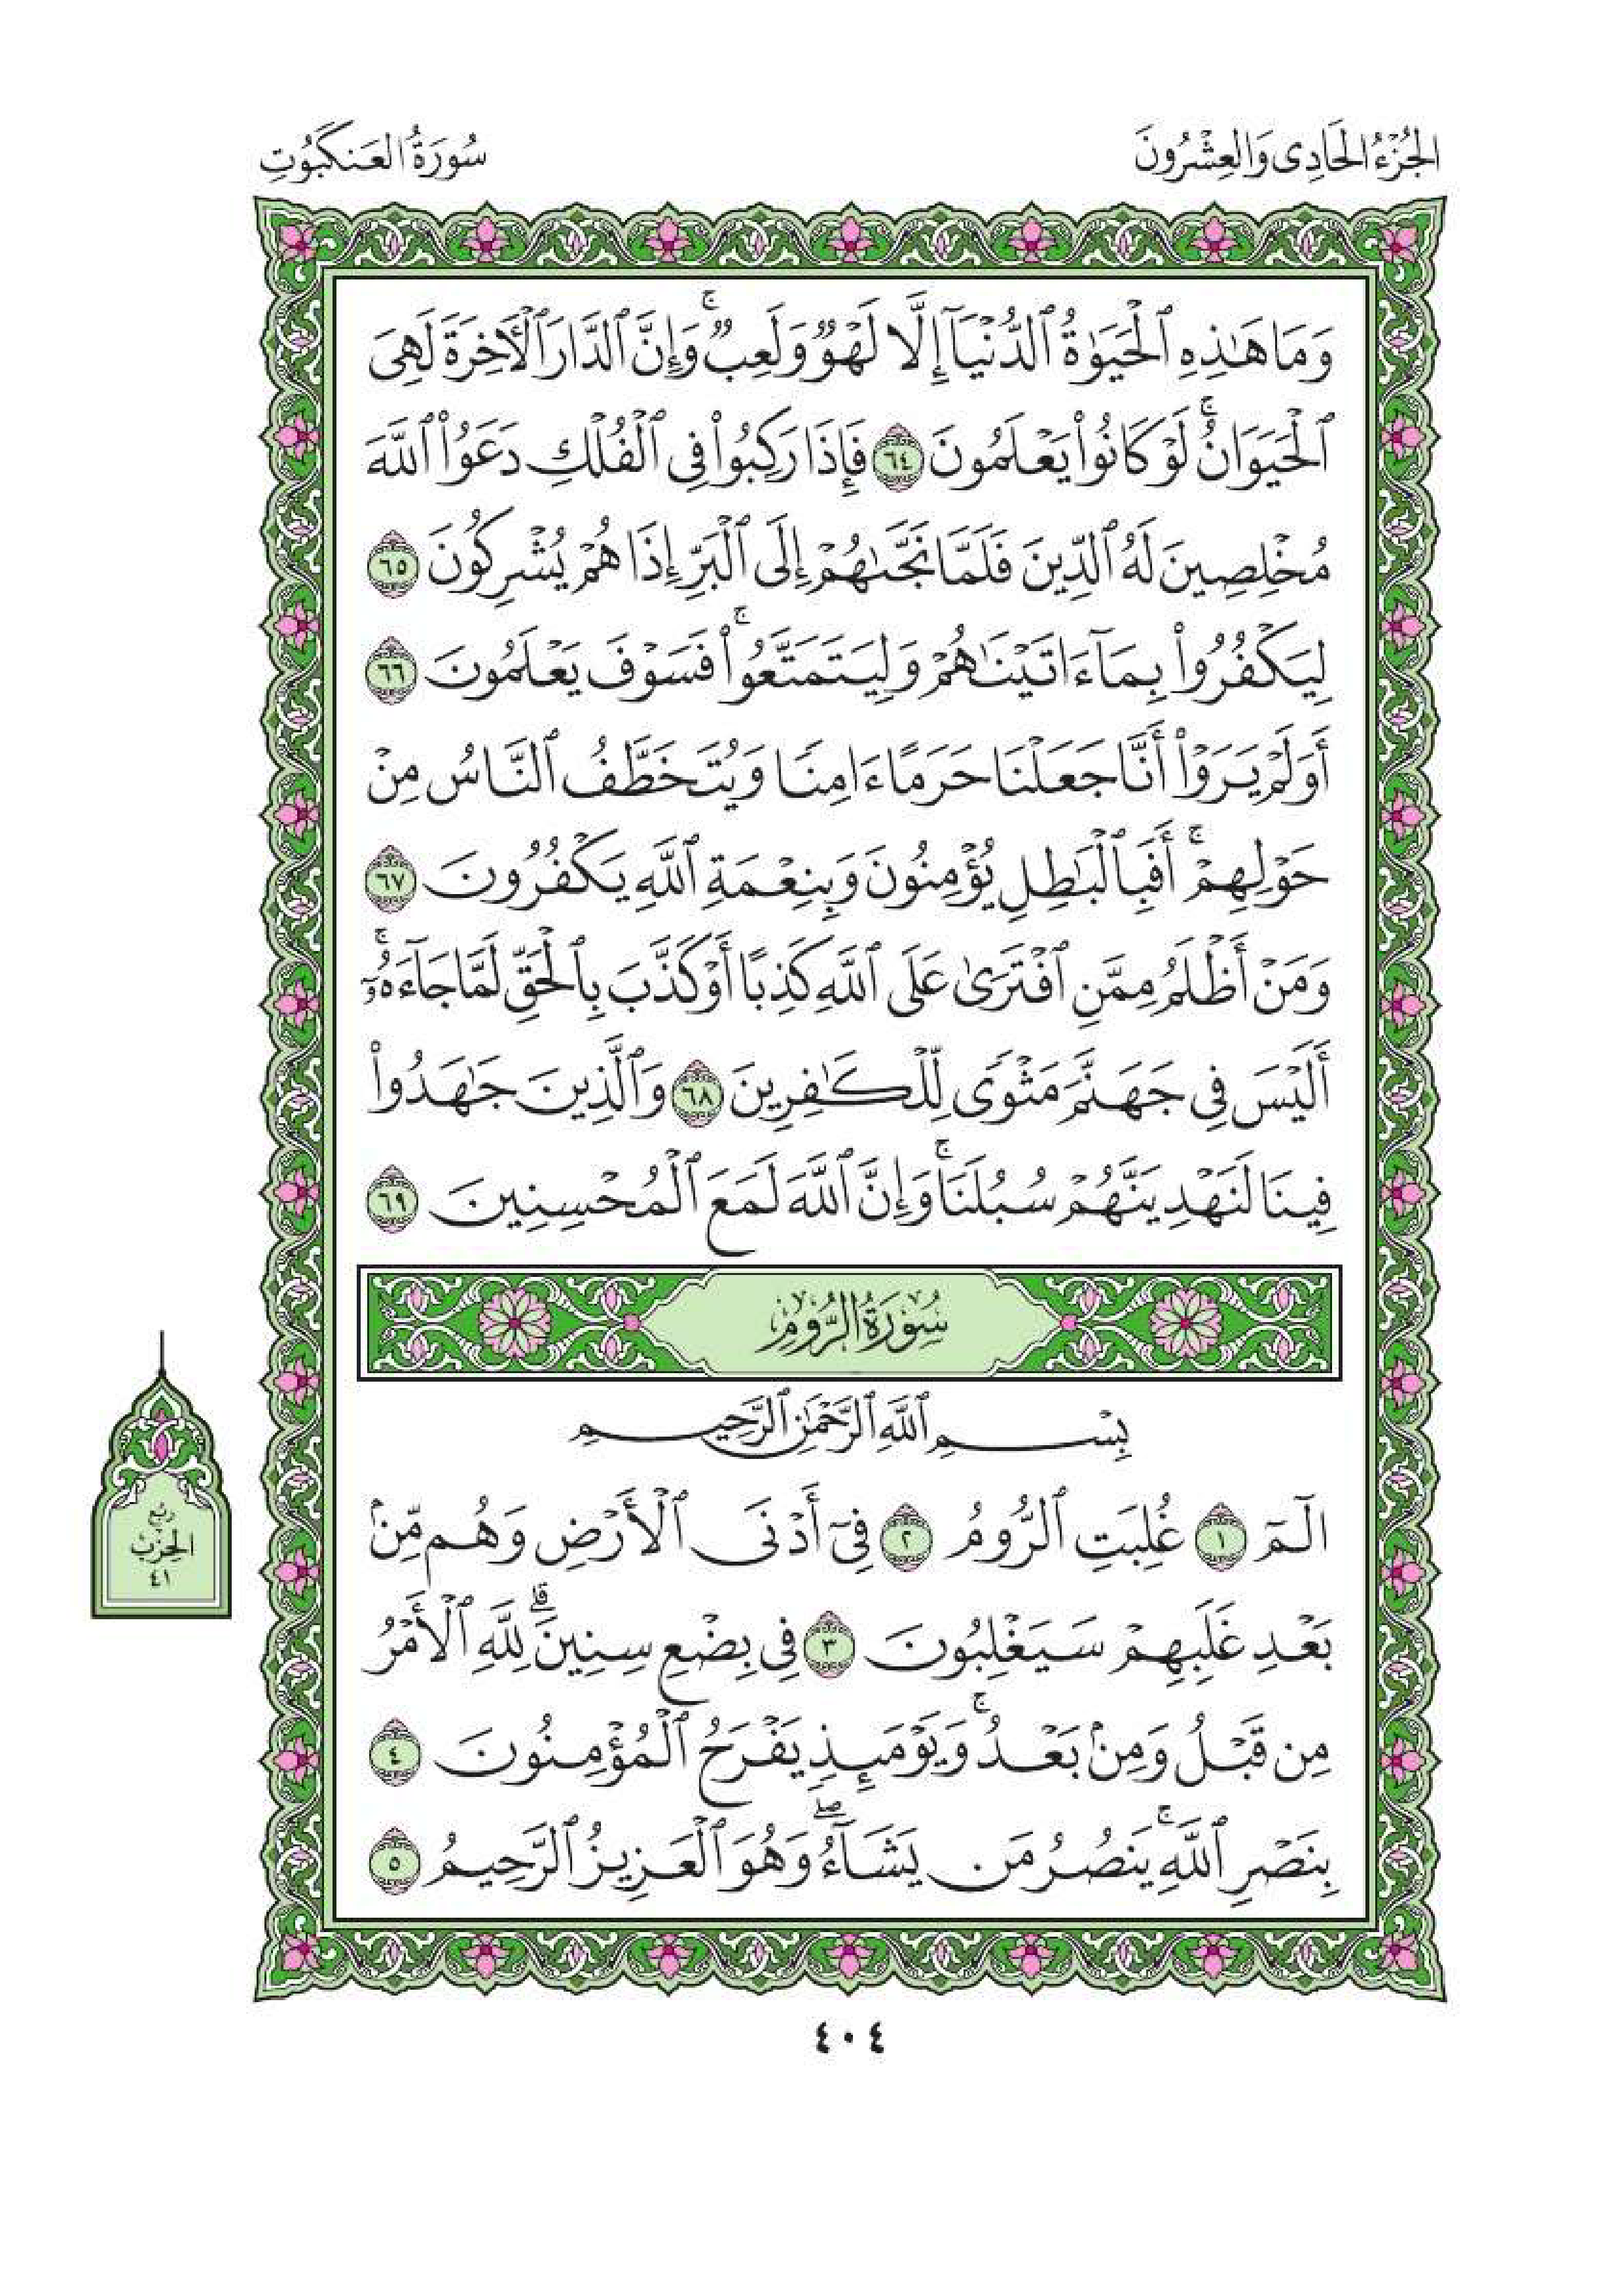 الجُزْءُ الحَادِى وَالعِشْرُونَ
سُورَةُ العَنكَبُوتِ
وَمَا هَٰذِهِ ٱلْحَيَوٰةُ ٱلدُّنْيَآ إِلَّا لَهْوٌ وَلَعِبٌ ۚ وَإِنَّ ٱلدَّارَ ٱلْـَٔاخِرَةَ لَهِىَ
ٱلْحَيَوَانُ ۚ لَوْ كَانُوا۟ يَعْلَمُونَ ٦٤ فَإِذَا رَكِبُوا۟ فِى ٱلْفُلْكِ دَعَوُا۟ ٱللَّهَ
مُخْلِصِينَ لَهُ ٱلدِّينَ فَلَمَّا نَجَّىٰهُمْ إِلَى ٱلْبَرِّ إِذَا هُمْ يُشْرِكُونَ ٦٥
لِيَكْفُرُوا۟ بِمَآ ءَاتَيْنَٰهُمْ وَلِيَتَمَتَّعُوا۟ ۚ فَسَوْفَ يَعْلَمُونَ ٦٦
أَوَلَمْ يَرَوْا۟ أَنَّا جَعَلْنَا حَرَمًا ءَامِنًا وَيُتَخَطَّفُ ٱلنَّاسُ مِنْ
حَوْلِهِمْ ۚ أَفَبِٱلْبَٰطِلِ يُؤْمِنُونَ وَبِنِعْمَةِ ٱللَّهِ يَكْفُرُونَ ٦٧
وَمَنْ أَظْلَمُ مِمَّنِ ٱفْتَرَىٰ عَلَى ٱللَّهِ كَذِبًا أَوْ كَذَّبَ بِٱلْحَقِّ لَمَّا جَآءَهُۥٓ ۚ
أَلَيْسَ فِى جَهَنَّمَ مَثْوًى لِّلْكَٰفِرِينَ ٦٨ وَٱلَّذِينَ جَٰهَدُوا۟
فِينَا لَنَهْدِيَنَّهُمْ سُبُلَنَا ۚ وَإِنَّ ٱللَّهَ لَمَعَ ٱلْمُحْسِنِينَ ٦٩
سُورَةُ الرُّومِ
بِسْمِ ٱللَّهِ ٱلرَّحْمَٰنِ ٱلرَّحِيمِ
الٓمٓ ١ غُلِبَتِ ٱلرُّومُ ٢ فِىٓ أَدْنَى ٱلْأَرْضِ وَهُم مِّنۢ
بَعْدِ غَلَبِهِمْ سَيَغْلِبُونَ ٣ فِى بِضْعِ سِنِينَ ۗ لِلَّهِ ٱلْأَمْرُ
مِن قَبْلُ وَمِنۢ بَعْدُ ۚ وَيَوْمَئِذٍ يَفْرَحُ ٱلْمُؤْمِنُونَ ٤
بِنَصْرِ ٱللَّهِ ۚ يَنصُرُ مَن يَشَآءُ ۖ وَهُوَ ٱلْعَزِيزُ ٱلرَّحِيمُ ٥
رُبْع
الحِزْب
٤١
٤٠٤